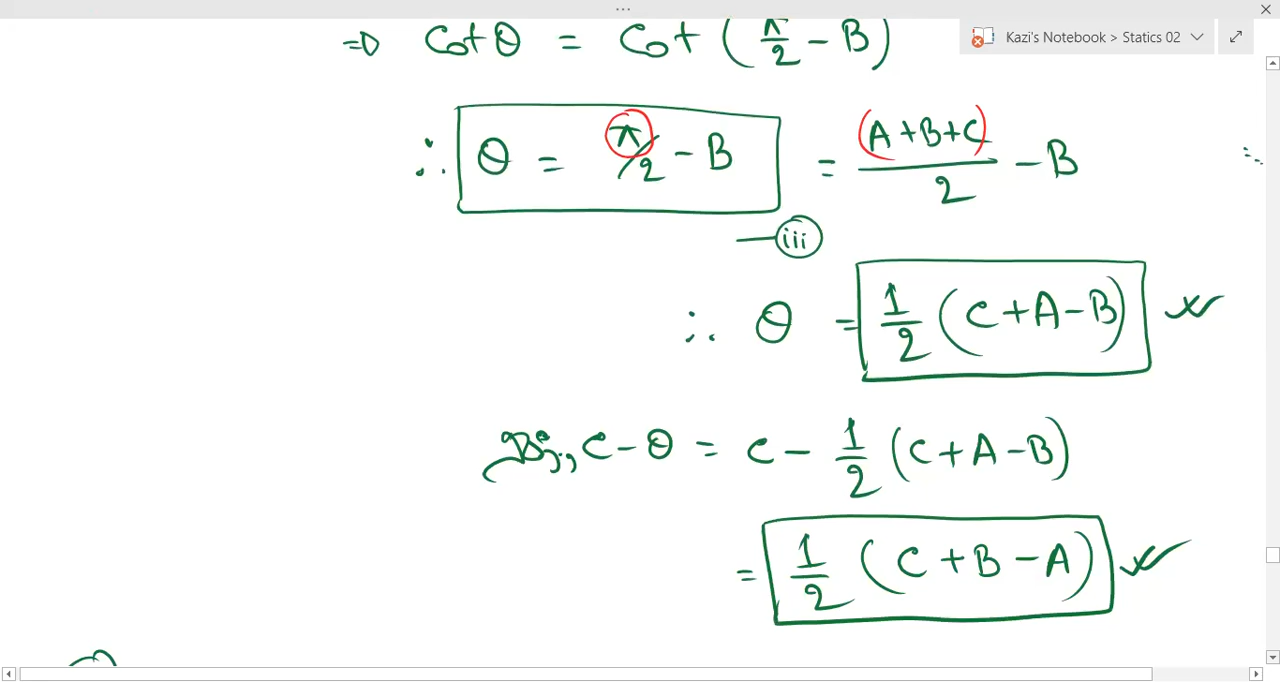 Kazi's Notebook > Statics 02
⇒ Cot θ = Cot (π/2 - B)
∴ θ = π/2 - B = (A+B+C)/2 - B
iii
∴ θ = 1/2 (C+A-B)
C-θ = C - 1/2 (C+A-B)
= 1/2 (C+B-A)